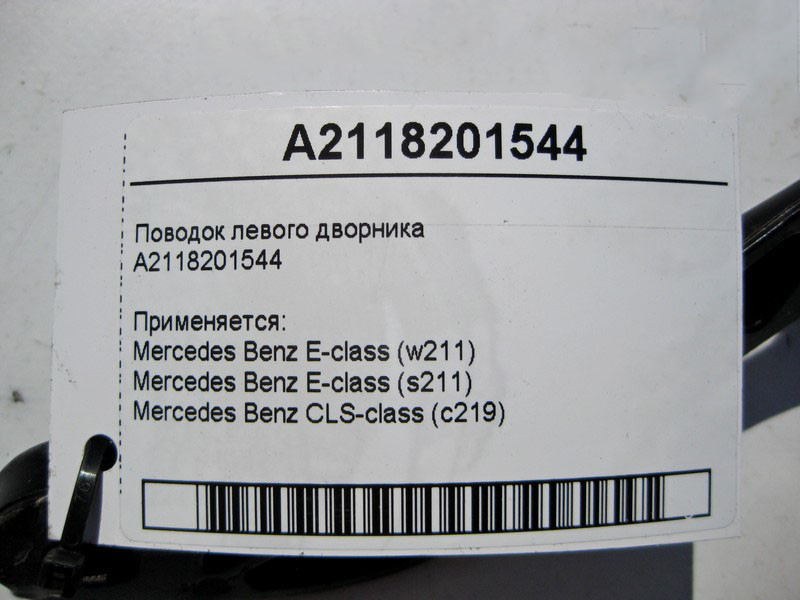 A2118201544
Поводок левого дворника
A2118201544
Применяется:
Mercedes Benz E-class (w211)
Mercedes Benz E-class (s211)
Mercedes Benz CLS-class (c219)